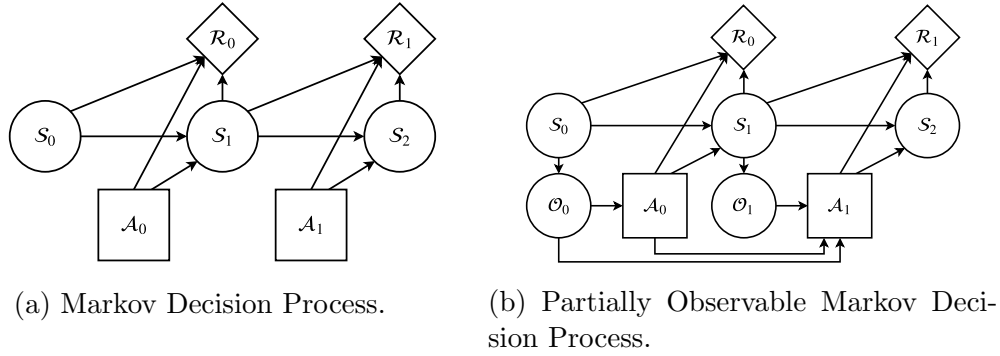 R₀ R₁ R₀ R₁
S₀ S₁ S₂ S₀ S₁ S₂
A₀ A₁ O₀ A₀ O₁ A₁
(a) Markov Decision Process.
(b) Partially Observable Markov Deci-
sion Process.